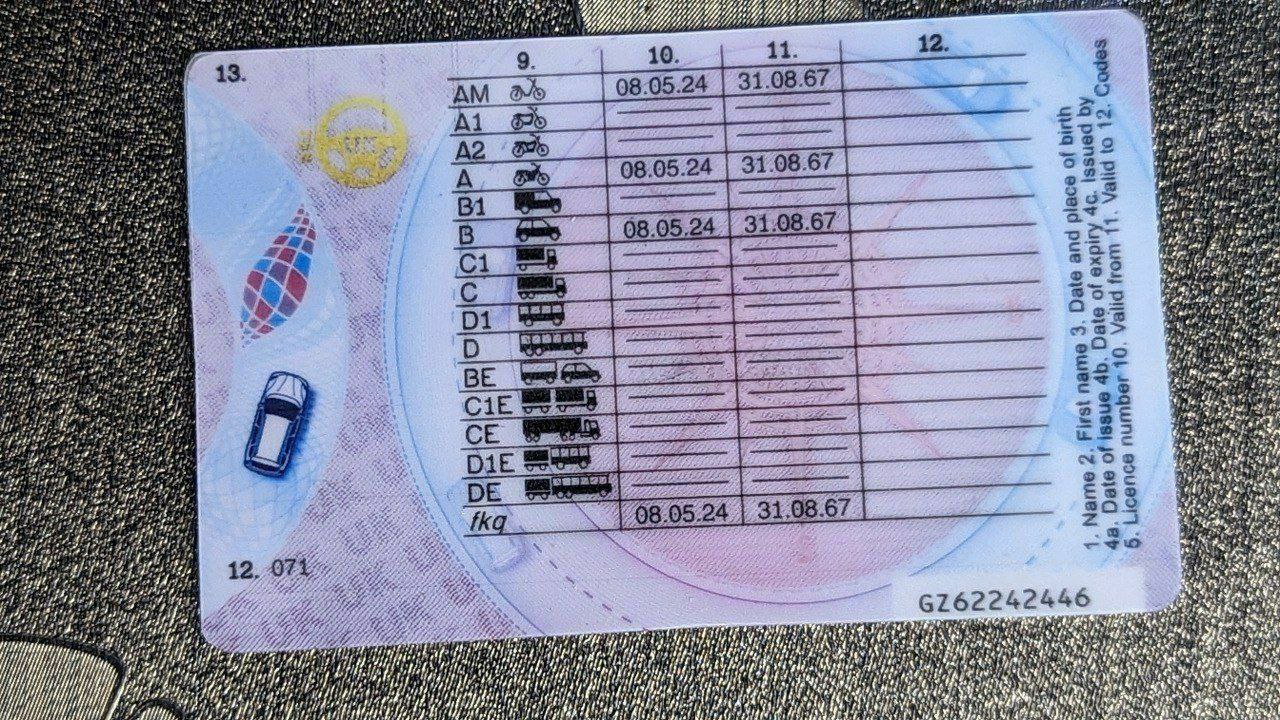 13.
9. 10. 11. 12.
AM 08.05.24 31.08.67
A1
A2
A 08.05.24 31.08.67
B1
B 08.05.24 31.08.67
C1
C
D1
D
BE
C1E
CE
D1E
DE
fkq 08.05.24 31.08.67
12. 071
1. Name 2. First name 3. Date and place of birth
4a. Date of issue 4b. Date of expiry 4c. Issued by
5. Licence number 10. Valid from 11. Valid to 12. Codes
GZ62242446